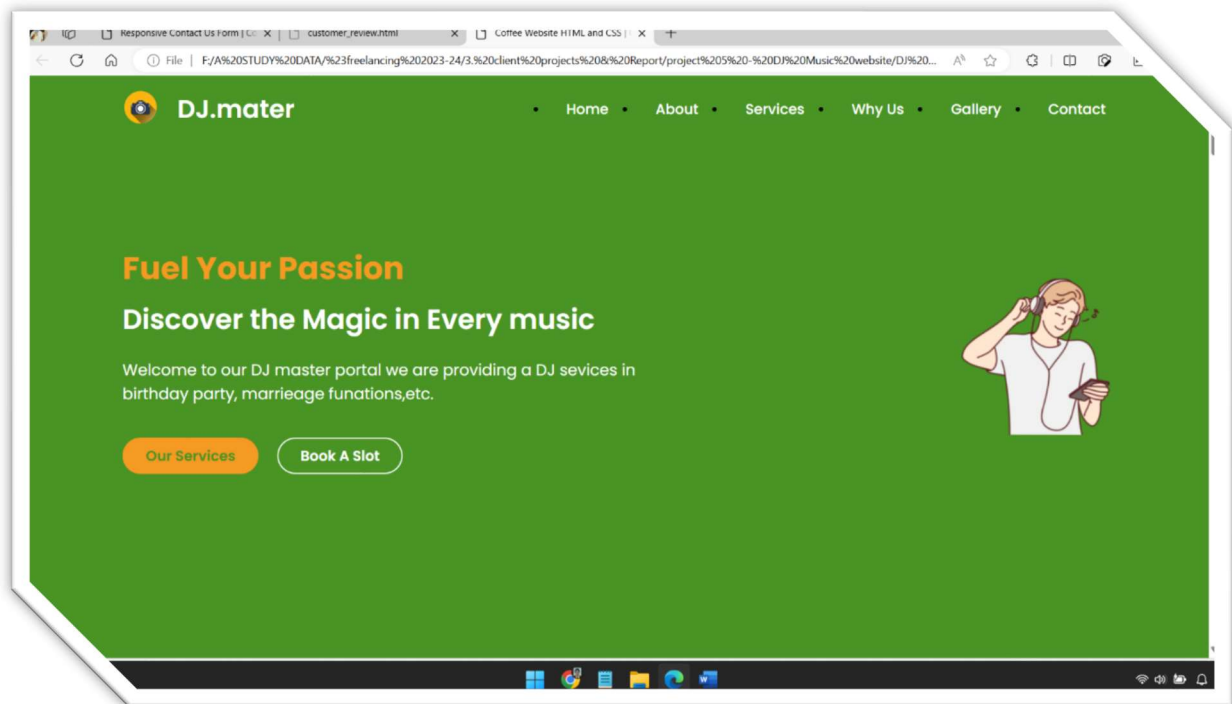 Responsive Contact Us Form | Co
customer_review.html
Coffee Website HTML and CSS |
File | F:/A%20STUDY%20DATA/%23freelancing%202023-24/3.%20client%20projects%20&%20Report/project%205%20-%20DJ%20Music%20website/DJ%20...
DJ.mater
Home
About
Services
Why Us
Gallery
Contact
Fuel Your Passion
Discover the Magic in Every music
Welcome to our DJ master portal we are providing a DJ sevices in
birthday party, marrieage funations,etc.
Our Services
Book A Slot